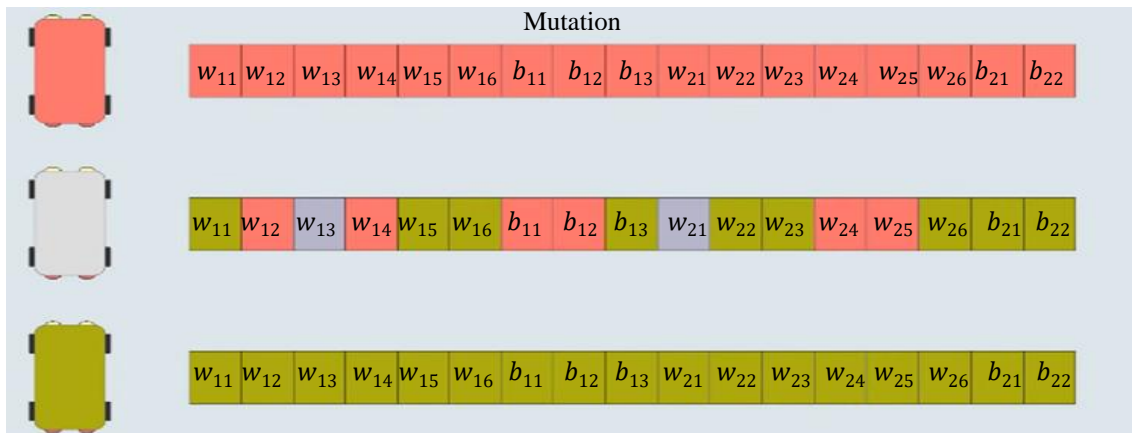 Mutation
w₁₁ w₁₂ w₁₃ w₁₄ w₁₅ w₁₆ b₁₁ b₁₂ b₁₃ w₂₁ w₂₂ w₂₃ w₂₄ w₂₅ w₂₆ b₂₁ b₂₂
w₁₁ w₁₂ w₁₃ w₁₄ w₁₅ w₁₆ b₁₁ b₁₂ b₁₃ w₂₁ w₂₂ w₂₃ w₂₄ w₂₅ w₂₆ b₂₁ b₂₂
w₁₁ w₁₂ w₁₃ w₁₄ w₁₅ w₁₆ b₁₁ b₁₂ b₁₃ w₂₁ w₂₂ w₂₃ w₂₄ w₂₅ w₂₆ b₂₁ b₂₂